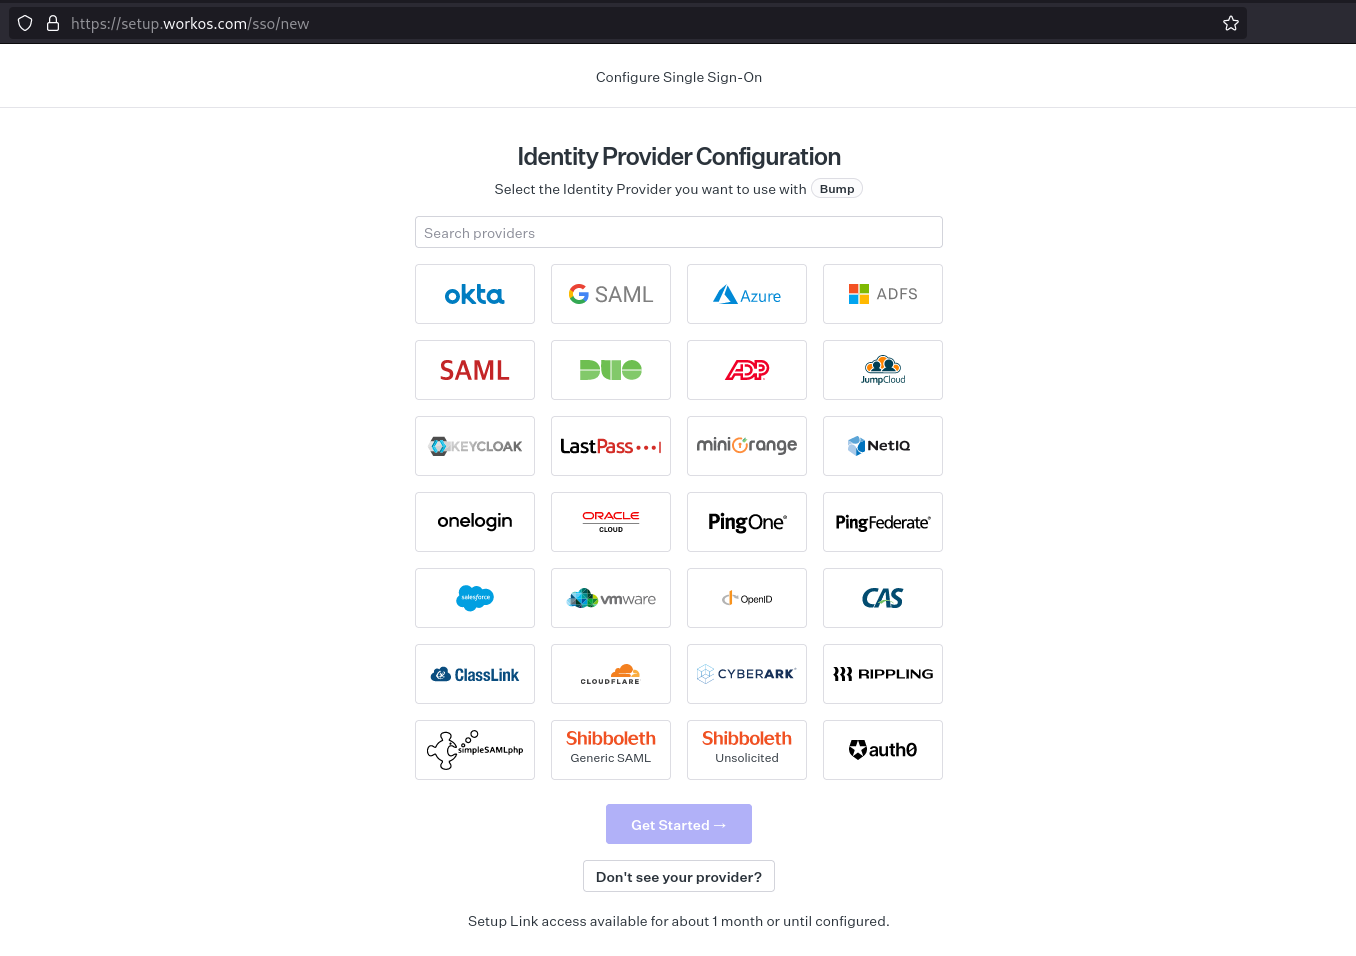 https://setup.workos.com/sso/new
Configure Single Sign-On
Identity Provider Configuration
Select the Identity Provider you want to use with Bump
Search providers
okta
G SAML
Azure
ADFS
SAML
DUO
ADP
JumpCloud
KEYCLOAK
LastPass
miniOrange
NetIQ
onelogin
ORACLE
CLOUD
PingOne®
PingFederate®
salesforce
vmware
OpenID
CAS
ClassLink
CLOUDFLARE
CYBERARK®
RIPPLING
simpleSAMLphp
Shibboleth
Generic SAML
Shibboleth
Unsolicited
auth0
Get Started →
Don't see your provider?
Setup Link access available for about 1 month or until configured.